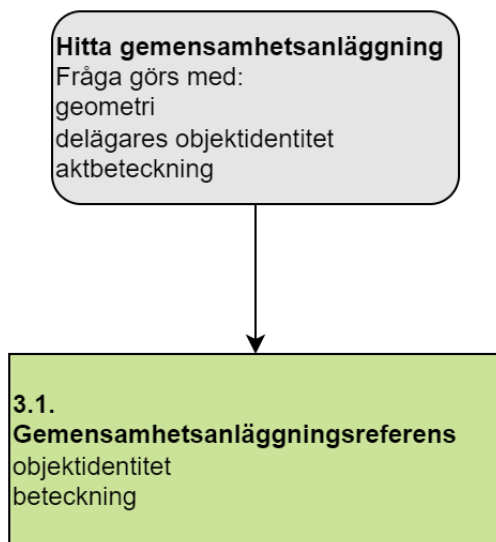 Hitta gemensamhetsanläggning
Fråga görs med:
geometri
delägares objektidentitet
aktbeteckning
3.1.
Gemensamhetsanläggningsreferens
objektidentitet
beteckning